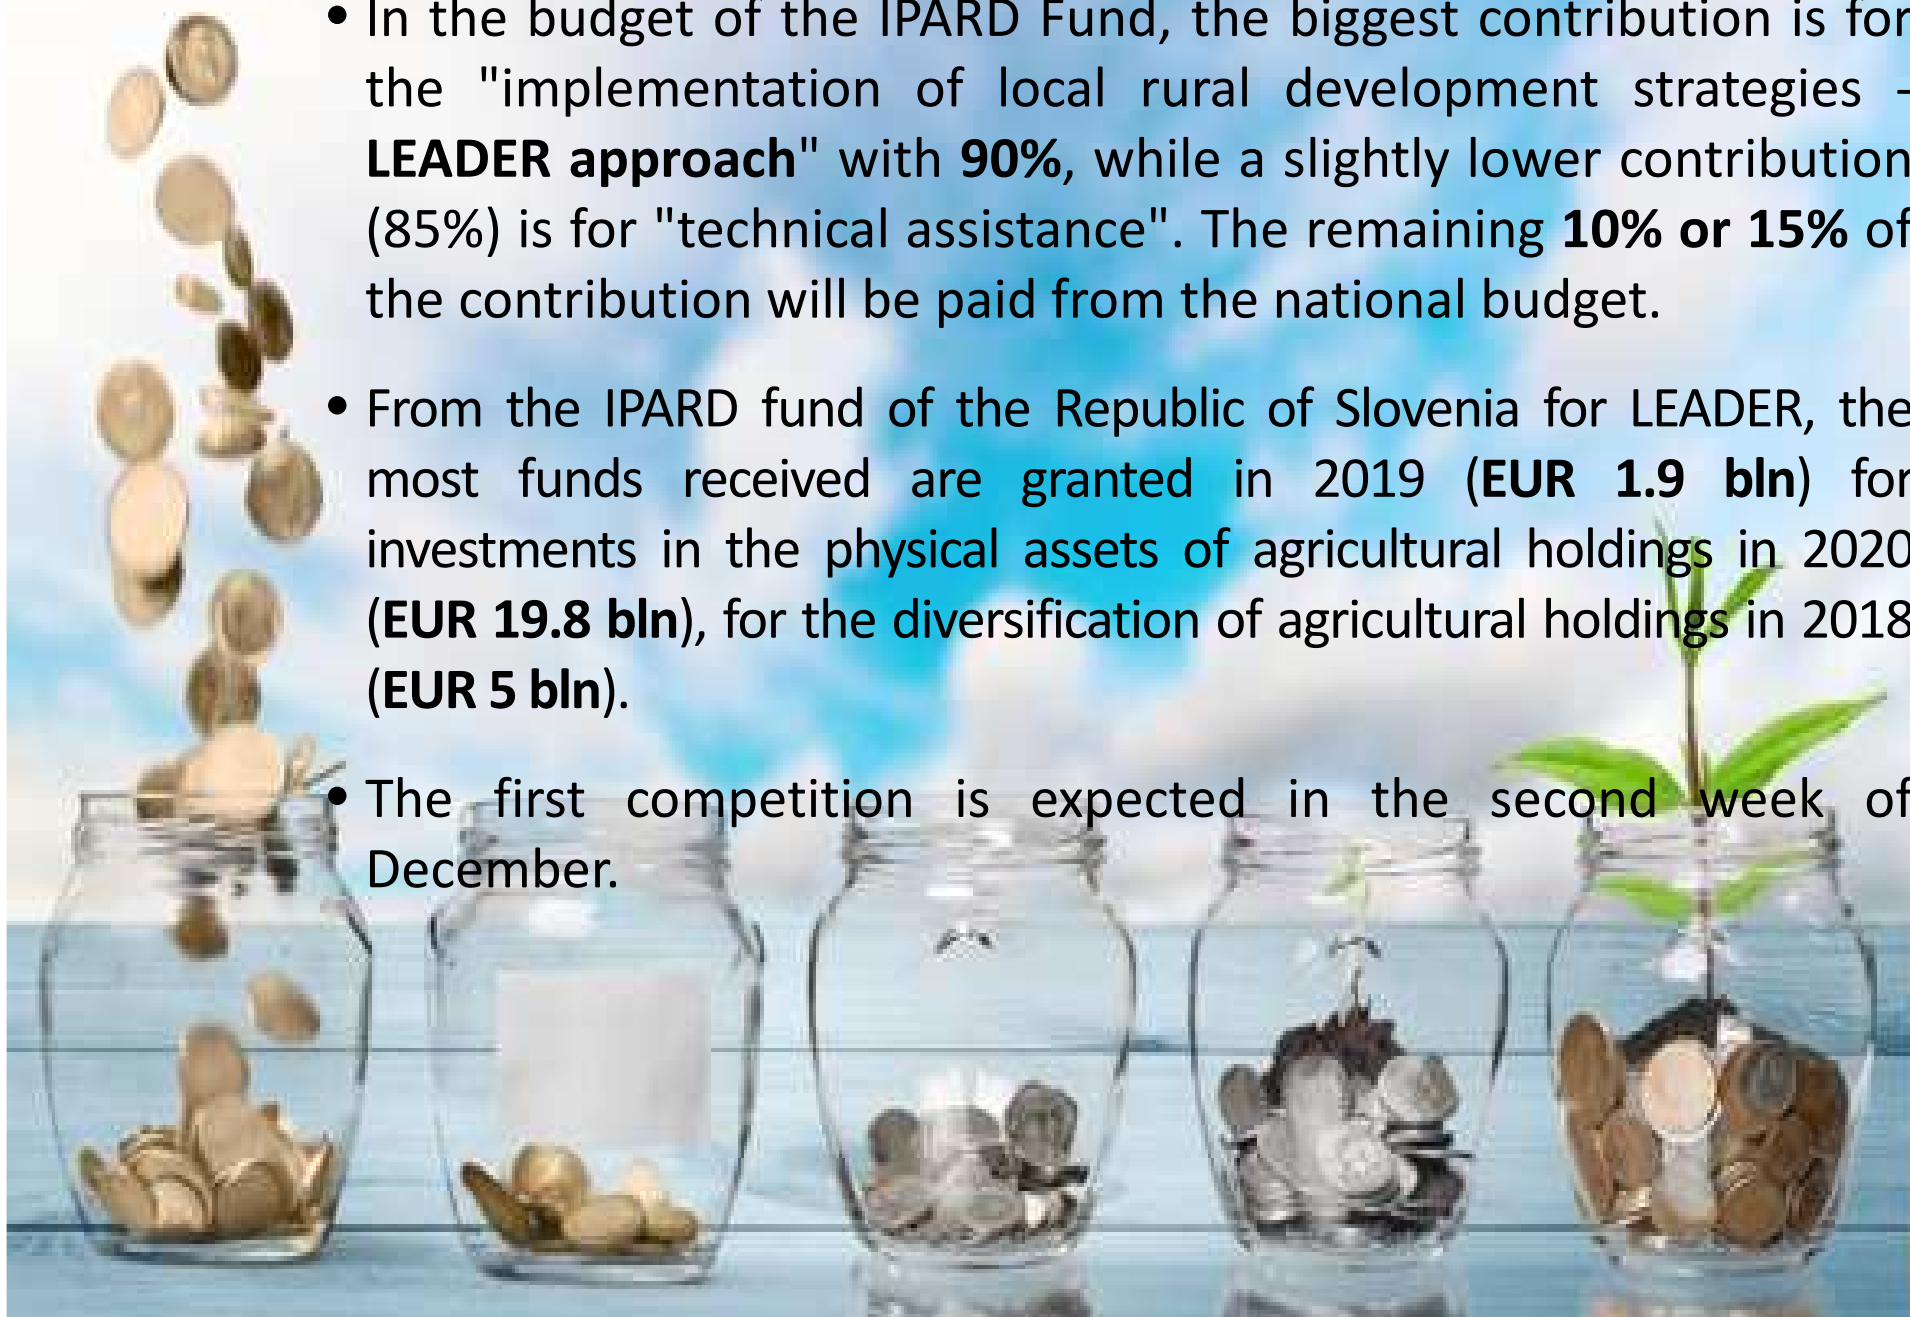 • In the budget of the IPARD Fund, the biggest contribution is for
the "implementation of local rural development strategies -
LEADER approach" with 90%, while a slightly lower contribution
(85%) is for "technical assistance". The remaining 10% or 15% of
the contribution will be paid from the national budget.
• From the IPARD fund of the Republic of Slovenia for LEADER, the
most funds received are granted in 2019 (EUR 1.9 bln) for
investments in the physical assets of agricultural holdings in 2020
(EUR 19.8 bln), for the diversification of agricultural holdings in 2018
(EUR 5 bln).
• The first competition is expected in the second week of
December.